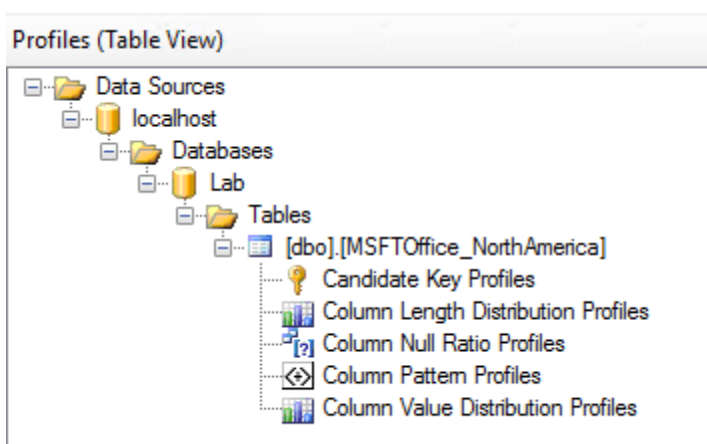 Profiles (Table View)
Data Sources
localhost
Databases
Lab
Tables
[dbo].[MSFTOffice_NorthAmerica]
Candidate Key Profiles
Column Length Distribution Profiles
Column Null Ratio Profiles
Column Pattern Profiles
Column Value Distribution Profiles